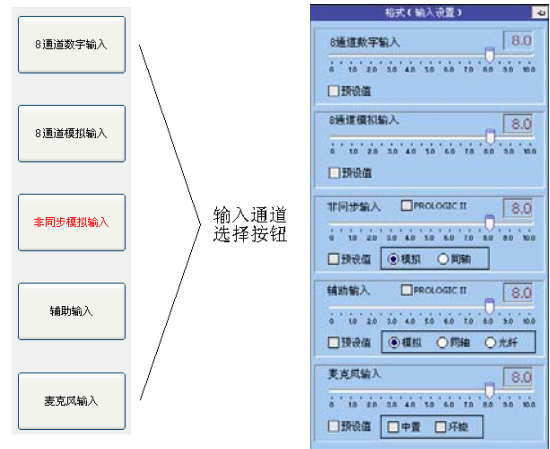 8通道数字输入
8通道模拟输入
非同步模拟输入
辅助输入
麦克风输入
输入通道
选择按钮
格式(输入设置)
8通道数字输入 8.0
0 1.0 2.0 3.0 4.0 5.0 6.0 7.0 8.0 9.0 10.0
预设值
8通道模拟输入 8.0
0 1.0 2.0 3.0 4.0 5.0 6.0 7.0 8.0 9.0 10.0
预设值
非同步输入 PROLOGIC II 8.0
0 1.0 2.0 3.0 4.0 5.0 6.0 7.0 8.0 9.0 10.0
预设值 模拟 同轴
辅助输入 PROLOGIC II 8.0
0 1.0 2.0 3.0 4.0 5.0 6.0 7.0 8.0 9.0 10.0
预设值 模拟 同轴 光纤
麦克风输入 8.0
0 1.0 2.0 3.0 4.0 5.0 6.0 7.0 8.0 9.0 10.0
预设值 中置 环绕